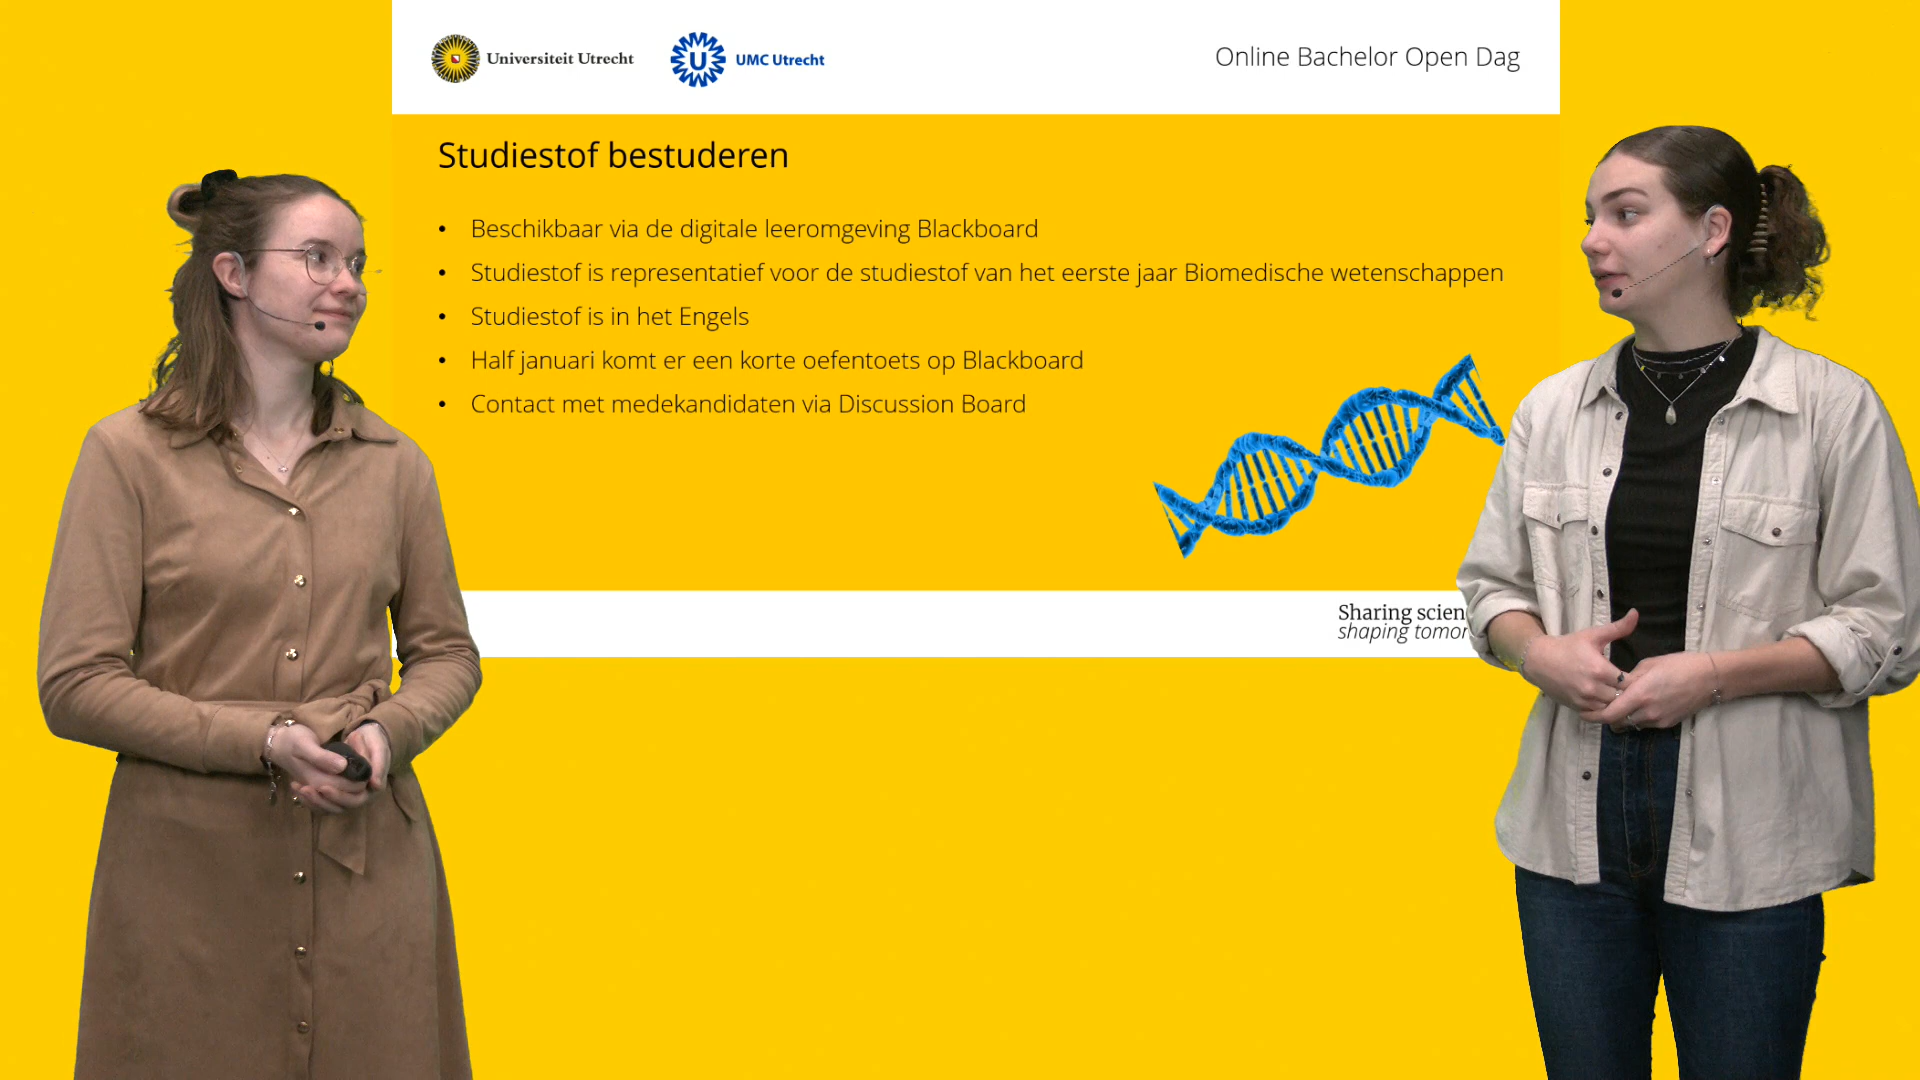 Universiteit Utrecht
UMC Utrecht
Online Bachelor Open Dag
Studiestof bestuderen
• Beschikbaar via de digitale leeromgeving Blackboard
• Studiestof is representatief voor de studiestof van het eerste jaar Biomedische wetenschappen
• Studiestof is in het Engels
• Half januari komt er een korte oefentoets op Blackboard
• Contact met medekandidaten via Discussion Board
Sharing
shaping